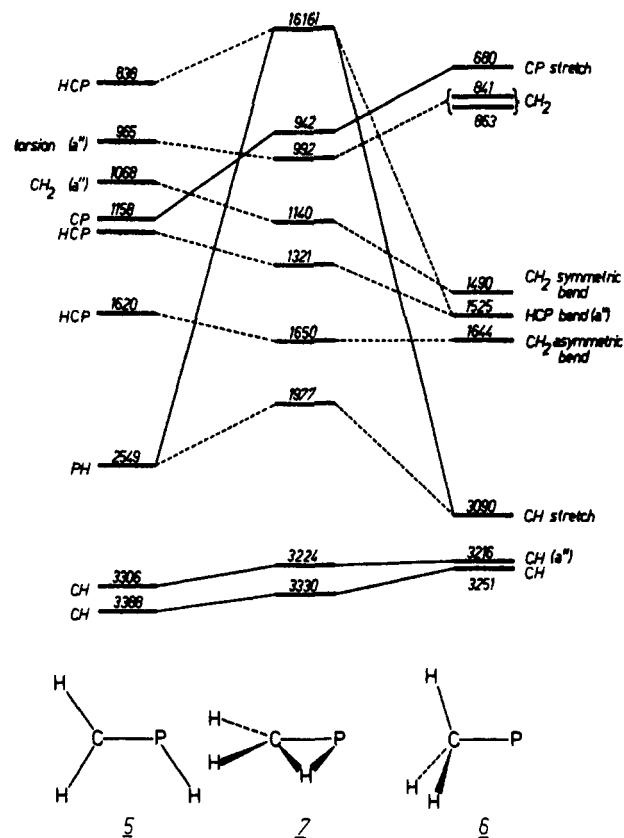 1616i
838
HCP
680
CP stretch
841
CH2
863
942
965
torsion (a")
992
1068
CH2 (a")
1158
CP
HCP
1140
1321
1490
CH2 symmetric
bend
1525
HCP band (a")
1620
HCP
1650
1644
CH2 asymmetric
bend
1977
2549
PH
3090
CH stretch
3306
CH
3388
CH
3224
3330
3216
CH (a")
CH
3251
H
C
P
H
H
5
H
H
C
P
H
7
H
C
P
H
H
6